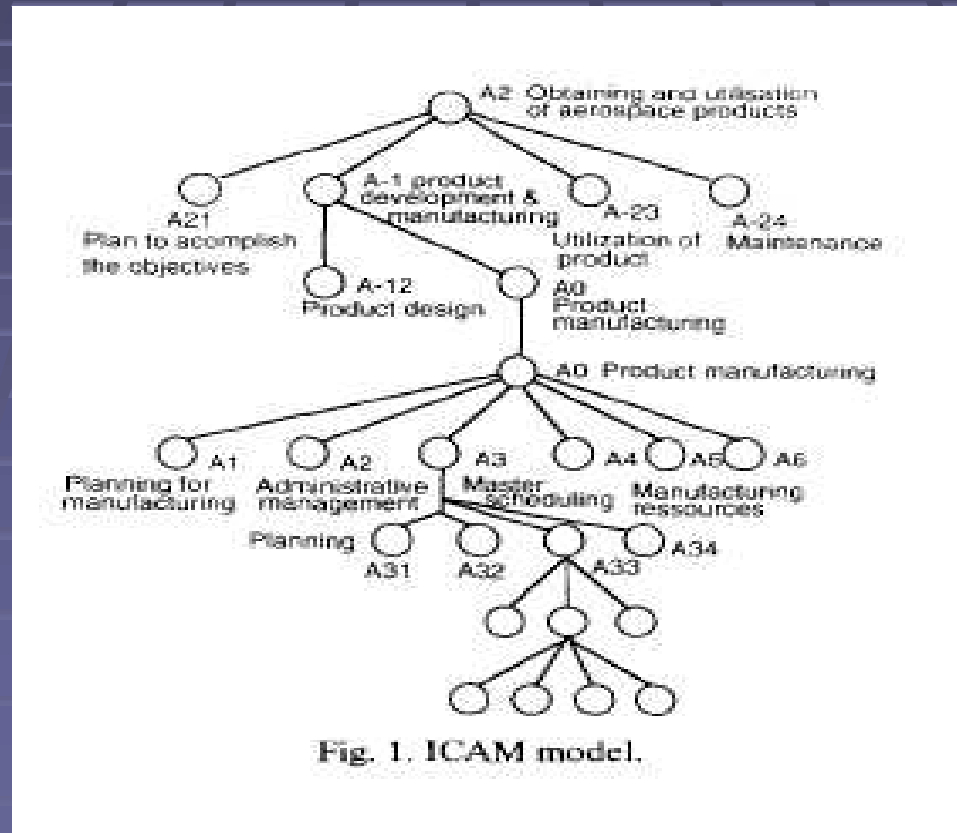 A2 Obtaining and utilisation
of aerospace products
A21
Plan to acomplish
the objectives
A-1 product
development &
manufacturing
A-23
Utilization of
product
A-24
Maintenance
A-12
Product design
A0
Product
manufacturing
A0 Product manufacturing
A1
Planning for
manufacturing
A2
Administrative
management
A3
Master
scheduling
A4
A5
A6
Manufacturing
ressources
Planning
A31
A32
A33
A34
Fig. 1. ICAM model.